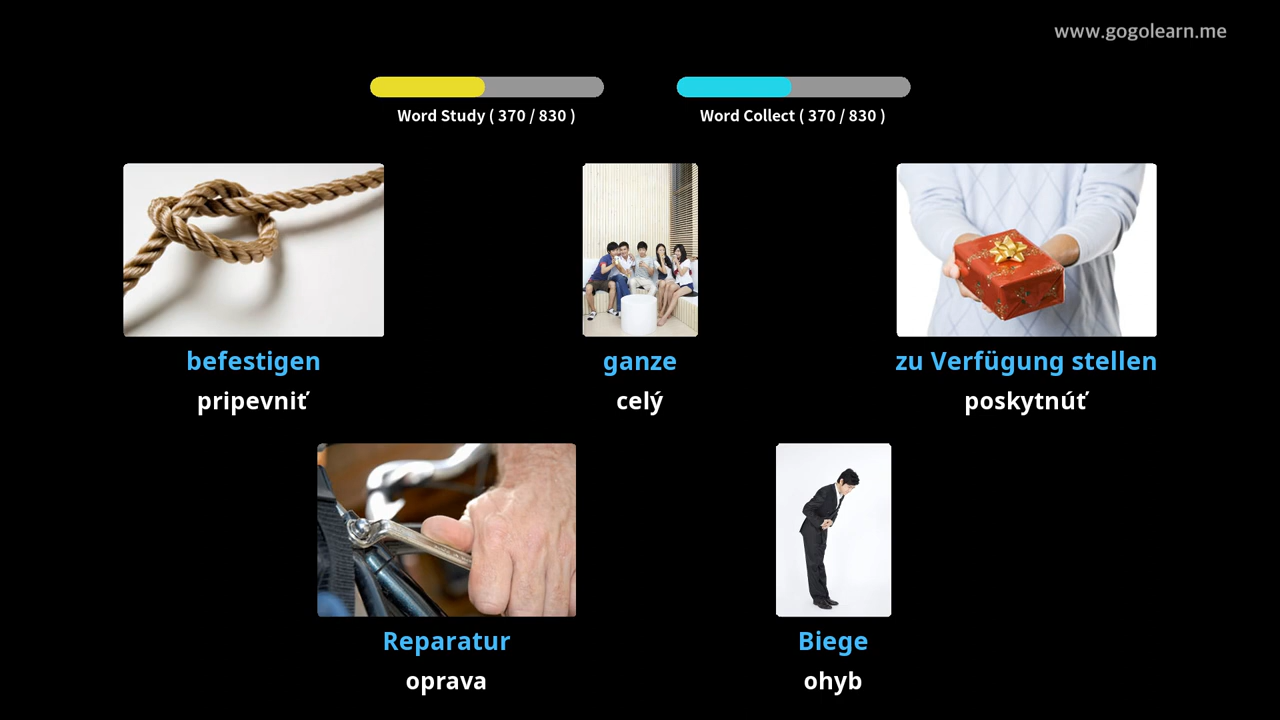 www.gogolearn.me
Word Study ( 370 / 830 )
Word Collect ( 370 / 830 )
befestigen
pripevniť
ganze
celý
zu Verfügung stellen
poskytnúť
Reparatur
oprava
Biege
ohyb